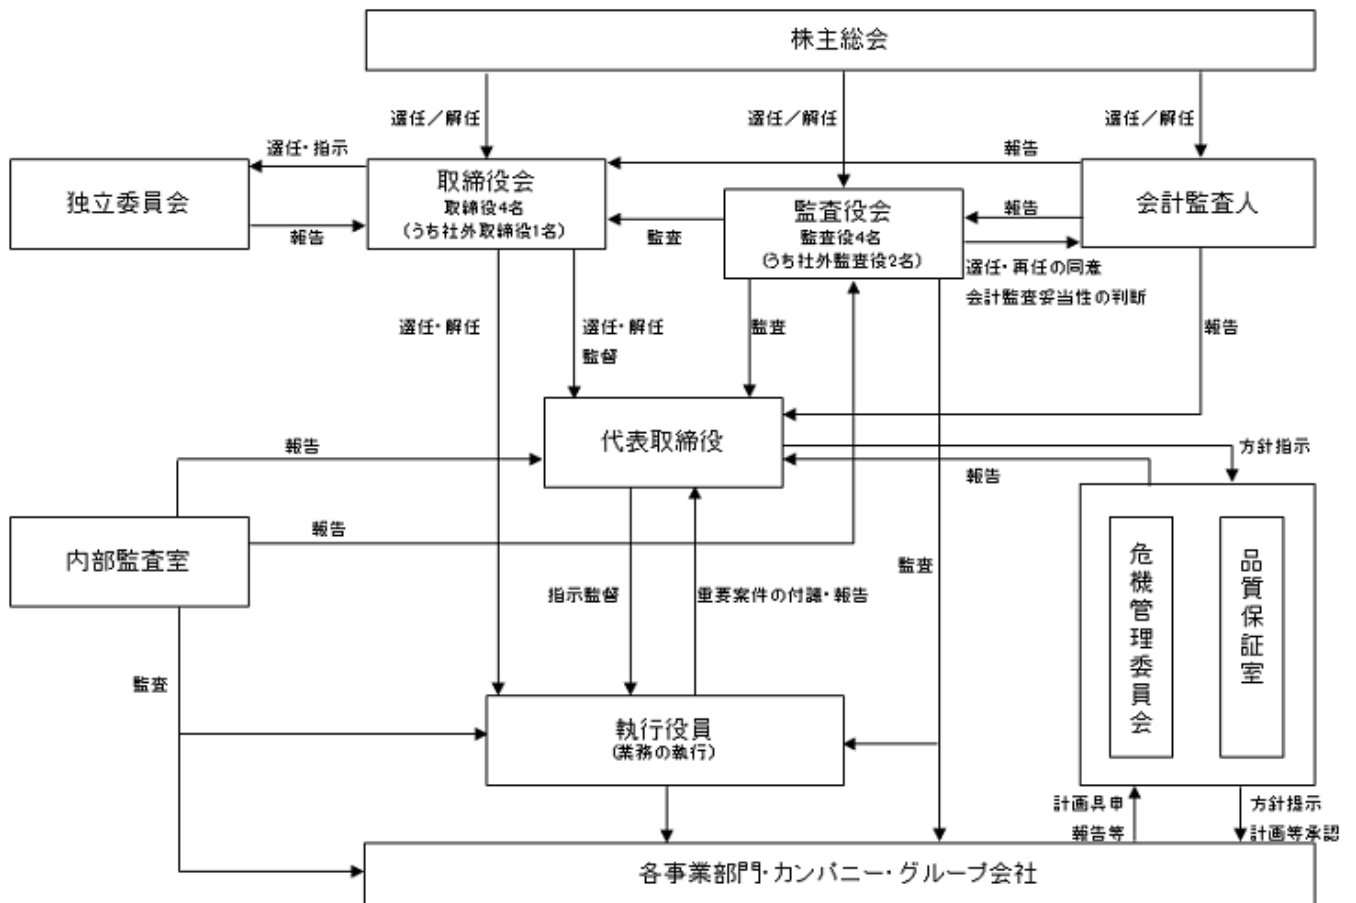 株主総会
選任／解任
選任／解任
選任／解任
選任・指示
報告
独立委員会
取締役会
取締役4名
(うち社外取締役1名)
会計監査人
監査役会
監査役4名
(うち社外監査役2名)
報告
監査
報告
選任・再任の同意
会計監査妥当性の判断
選任・解任
選任・解任
監督
監査
報告
代表取締役
報告
方針指示
報告
内部監査室
報告
監査
指示監督
重要案件の付議・報告
危機管理委員会
品質保証室
監査
執行役員
(業務の執行)
計画具申
報告等
方針提示
計画等承認
各事業部門・カンパニー・グループ会社